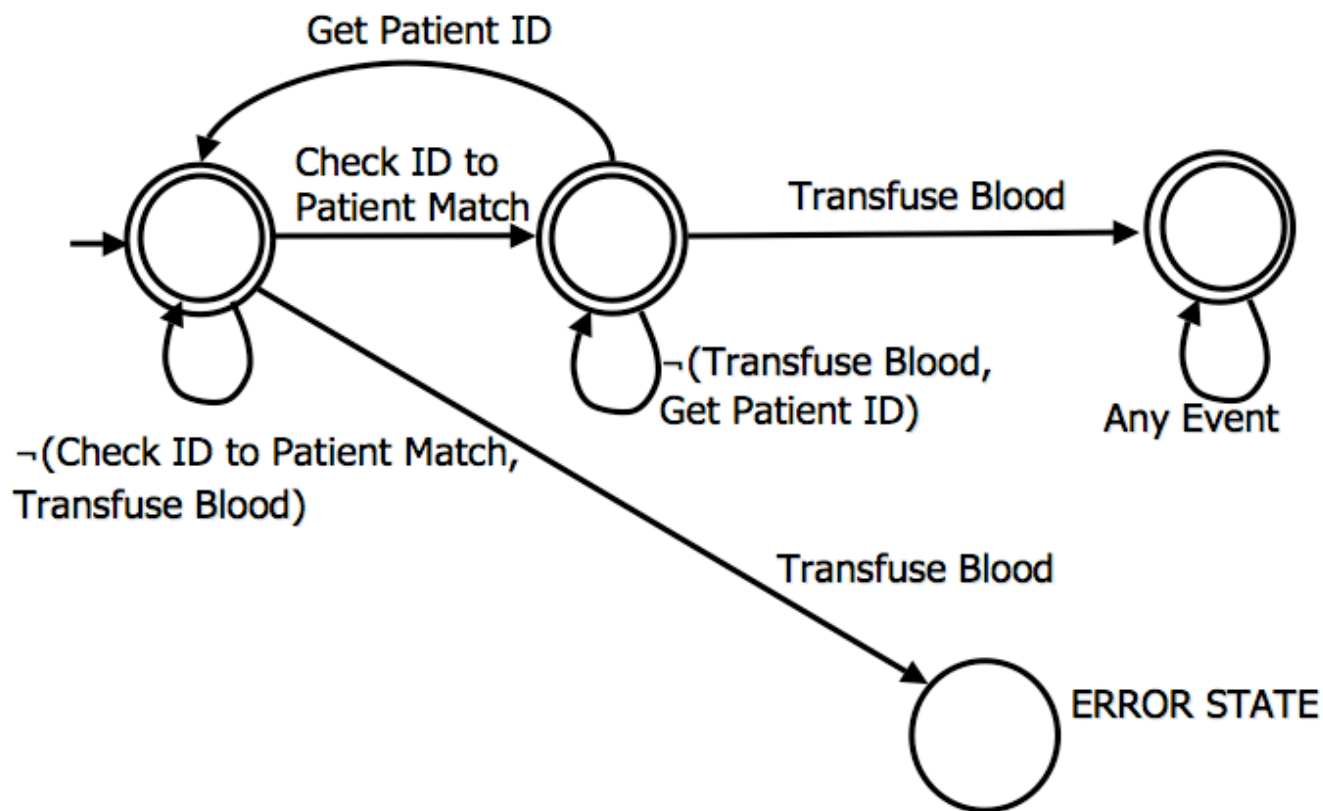 Get Patient ID
Check ID to
Patient Match
Transfuse Blood
¬(Transfuse Blood,
Get Patient ID)
Any Event
¬(Check ID to Patient Match,
Transfuse Blood)
Transfuse Blood
ERROR STATE